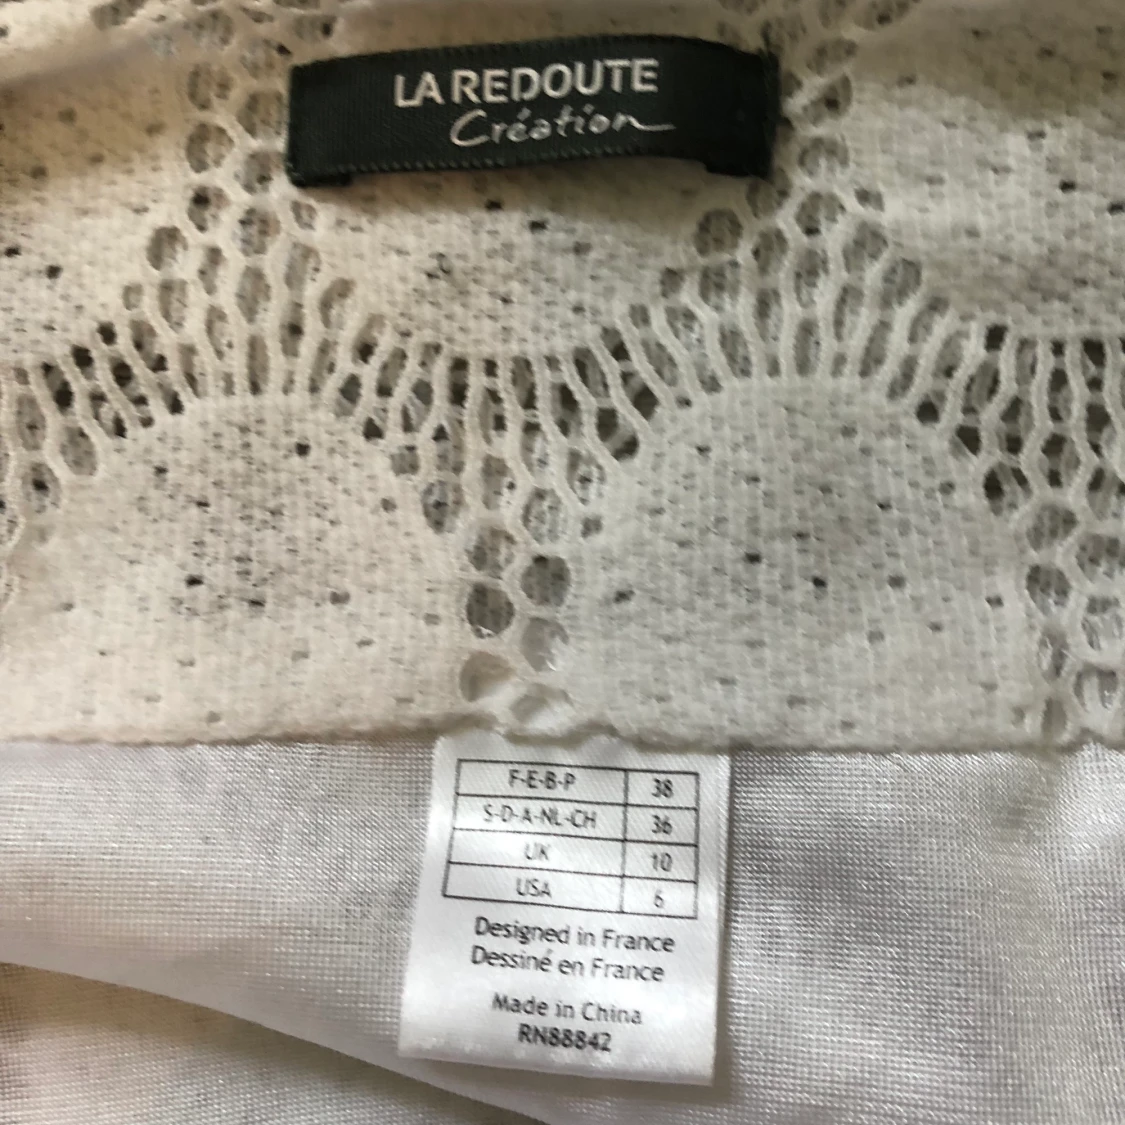 LA REDOUTE
Création
F-E-B-P 38
S-D-A-NL-CH 36
UK 10
USA 6
Designed in France
Dessiné en France
Made in China
RN88842